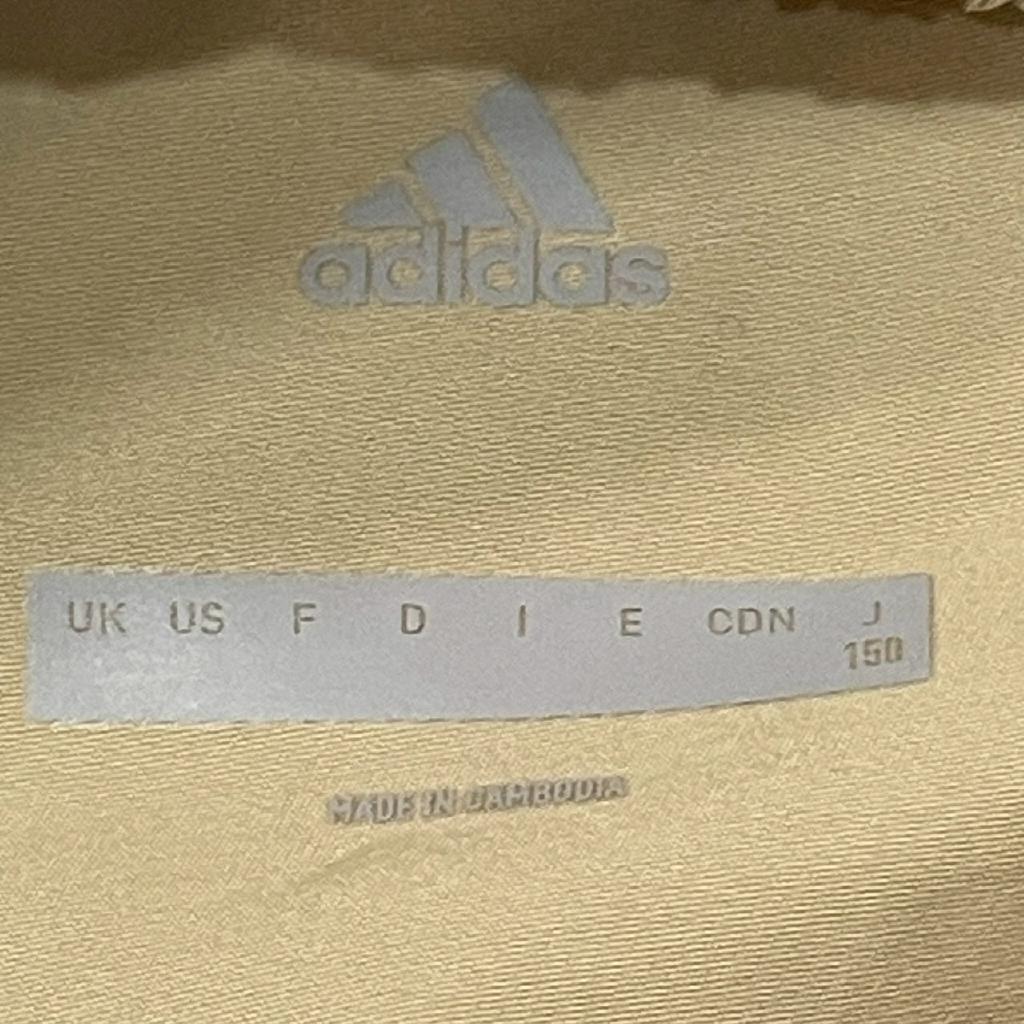 adidas
UK US F D I E CDN J
150
MADE IN CAMBODIA